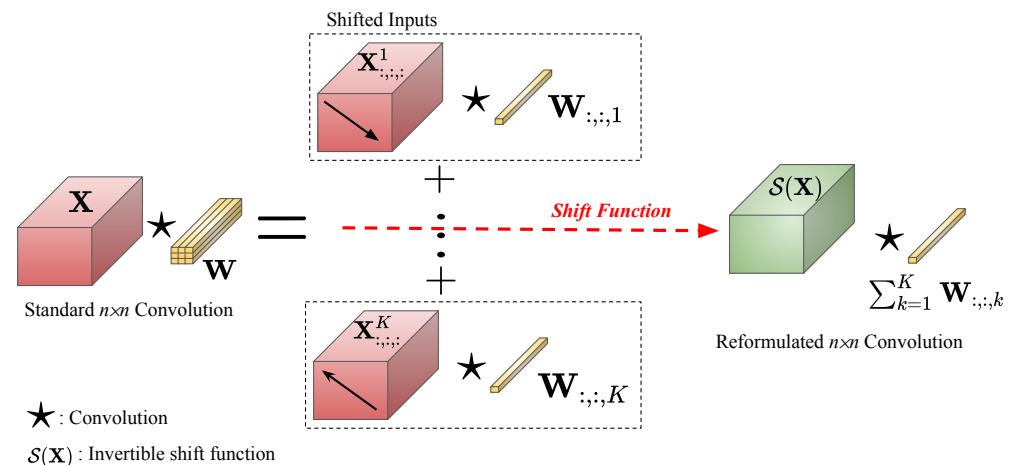 Shifted Inputs
X^1_{:,:,:} ★ W_{:,:,1}
+
X ★ W =
Shift Function
S(X) ★ \sum_{k=1}^{K} W_{:,:,k}
Standard n×n Convolution
+
X^K_{:,:,:} ★ W_{:,:,K}
Reformulated n×n Convolution
★ : Convolution
S(X) : Invertible shift function